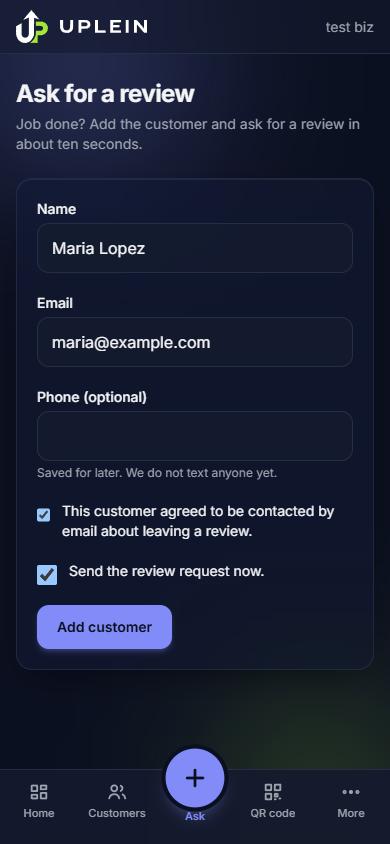 UP UPLEIN
test biz
Ask for a review
Job done? Add the customer and ask for a review in
about ten seconds.
Name
Maria Lopez
Email
maria@example.com
Phone (optional)
Saved for later. We do not text anyone yet.
This customer agreed to be contacted by
email about leaving a review.
Send the review request now.
Add customer
Home
Customers
Ask
QR code
More